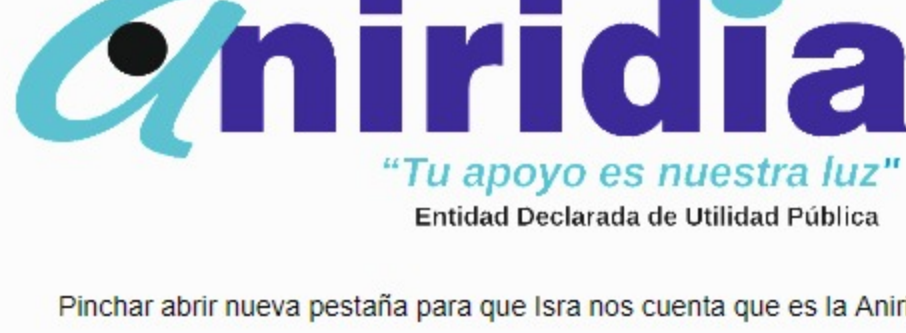 aniridia
“Tu apoyo es nuestra luz"
Entidad Declarada de Utilidad Pública
Pinchar abrir nueva pestaña para que Isra nos cuenta que es la